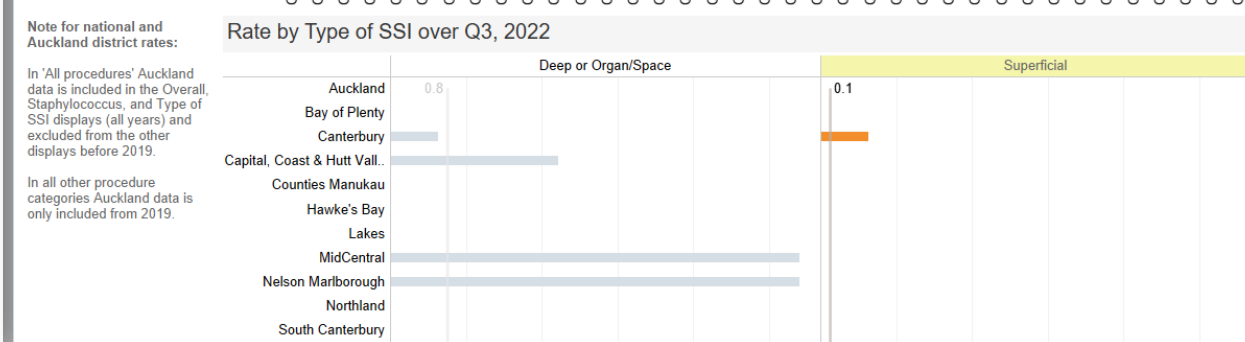 Note for national and
Auckland district rates:
In 'All procedures' Auckland
data is included in the Overall,
Staphylococcus, and Type of
SSI displays (all years) and
excluded from the other
displays before 2019.
In all other procedure
categories Auckland data is
only included from 2019.
Rate by Type of SSI over Q3, 2022
Deep or Organ/Space
Superficial
Auckland
0.8
0.1
Bay of Plenty
Canterbury
Capital, Coast & Hutt Vall..
Counties Manukau
Hawke's Bay
Lakes
MidCentral
Nelson Marlborough
Northland
South Canterbury